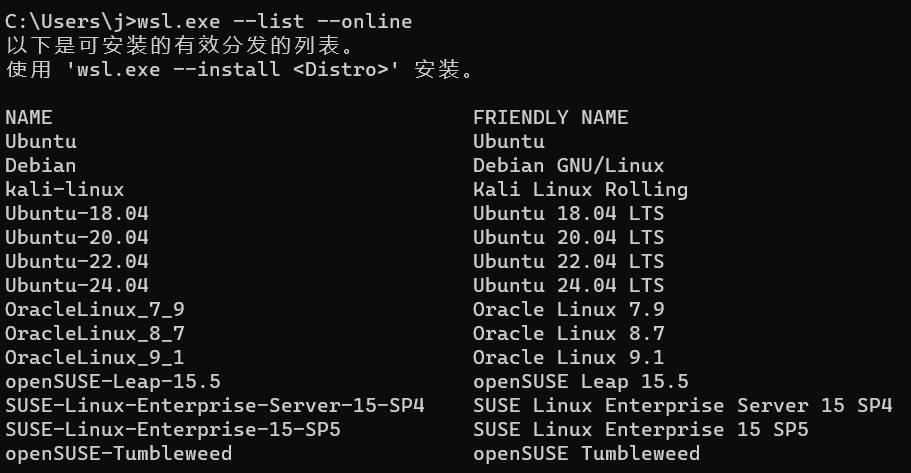 C:\Users\j>wsl.exe --list --online
以下是可安装的有效分发的列表。
使用 'wsl.exe --install <Distro>' 安装。
NAME FRIENDLY NAME
Ubuntu Ubuntu
Debian Debian GNU/Linux
kali-linux Kali Linux Rolling
Ubuntu-18.04 Ubuntu 18.04 LTS
Ubuntu-20.04 Ubuntu 20.04 LTS
Ubuntu-22.04 Ubuntu 22.04 LTS
Ubuntu-24.04 Ubuntu 24.04 LTS
OracleLinux_7_9 Oracle Linux 7.9
OracleLinux_8_7 Oracle Linux 8.7
OracleLinux_9_1 Oracle Linux 9.1
openSUSE-Leap-15.5 openSUSE Leap 15.5
SUSE-Linux-Enterprise-Server-15-SP4 SUSE Linux Enterprise Server 15 SP4
SUSE-Linux-Enterprise-15-SP5 SUSE Linux Enterprise 15 SP5
openSUSE-Tumbleweed openSUSE Tumbleweed